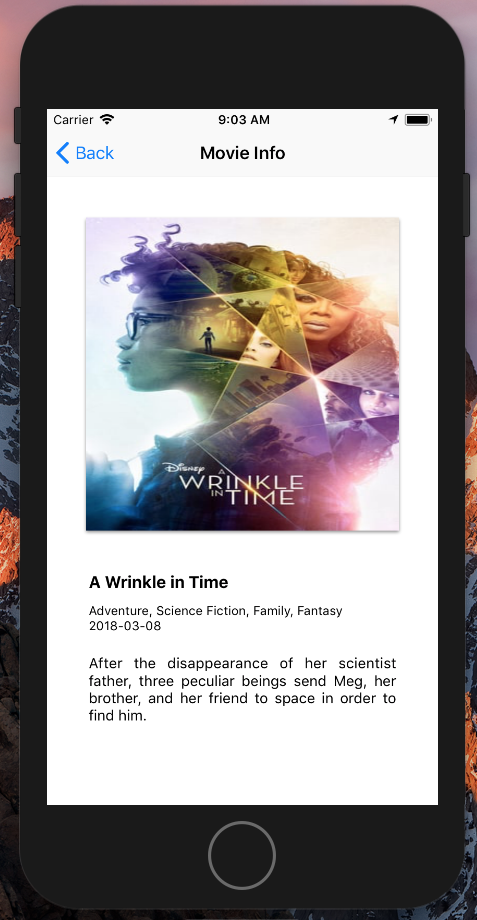 Carrier
9:03 AM
Back
Movie Info
Disney
A
WRINKLE
IN TIME
A Wrinkle in Time
Adventure, Science Fiction, Family, Fantasy
2018-03-08
After the disappearance of her scientist
father, three peculiar beings send Meg, her
brother, and her friend to space in order to
find him.